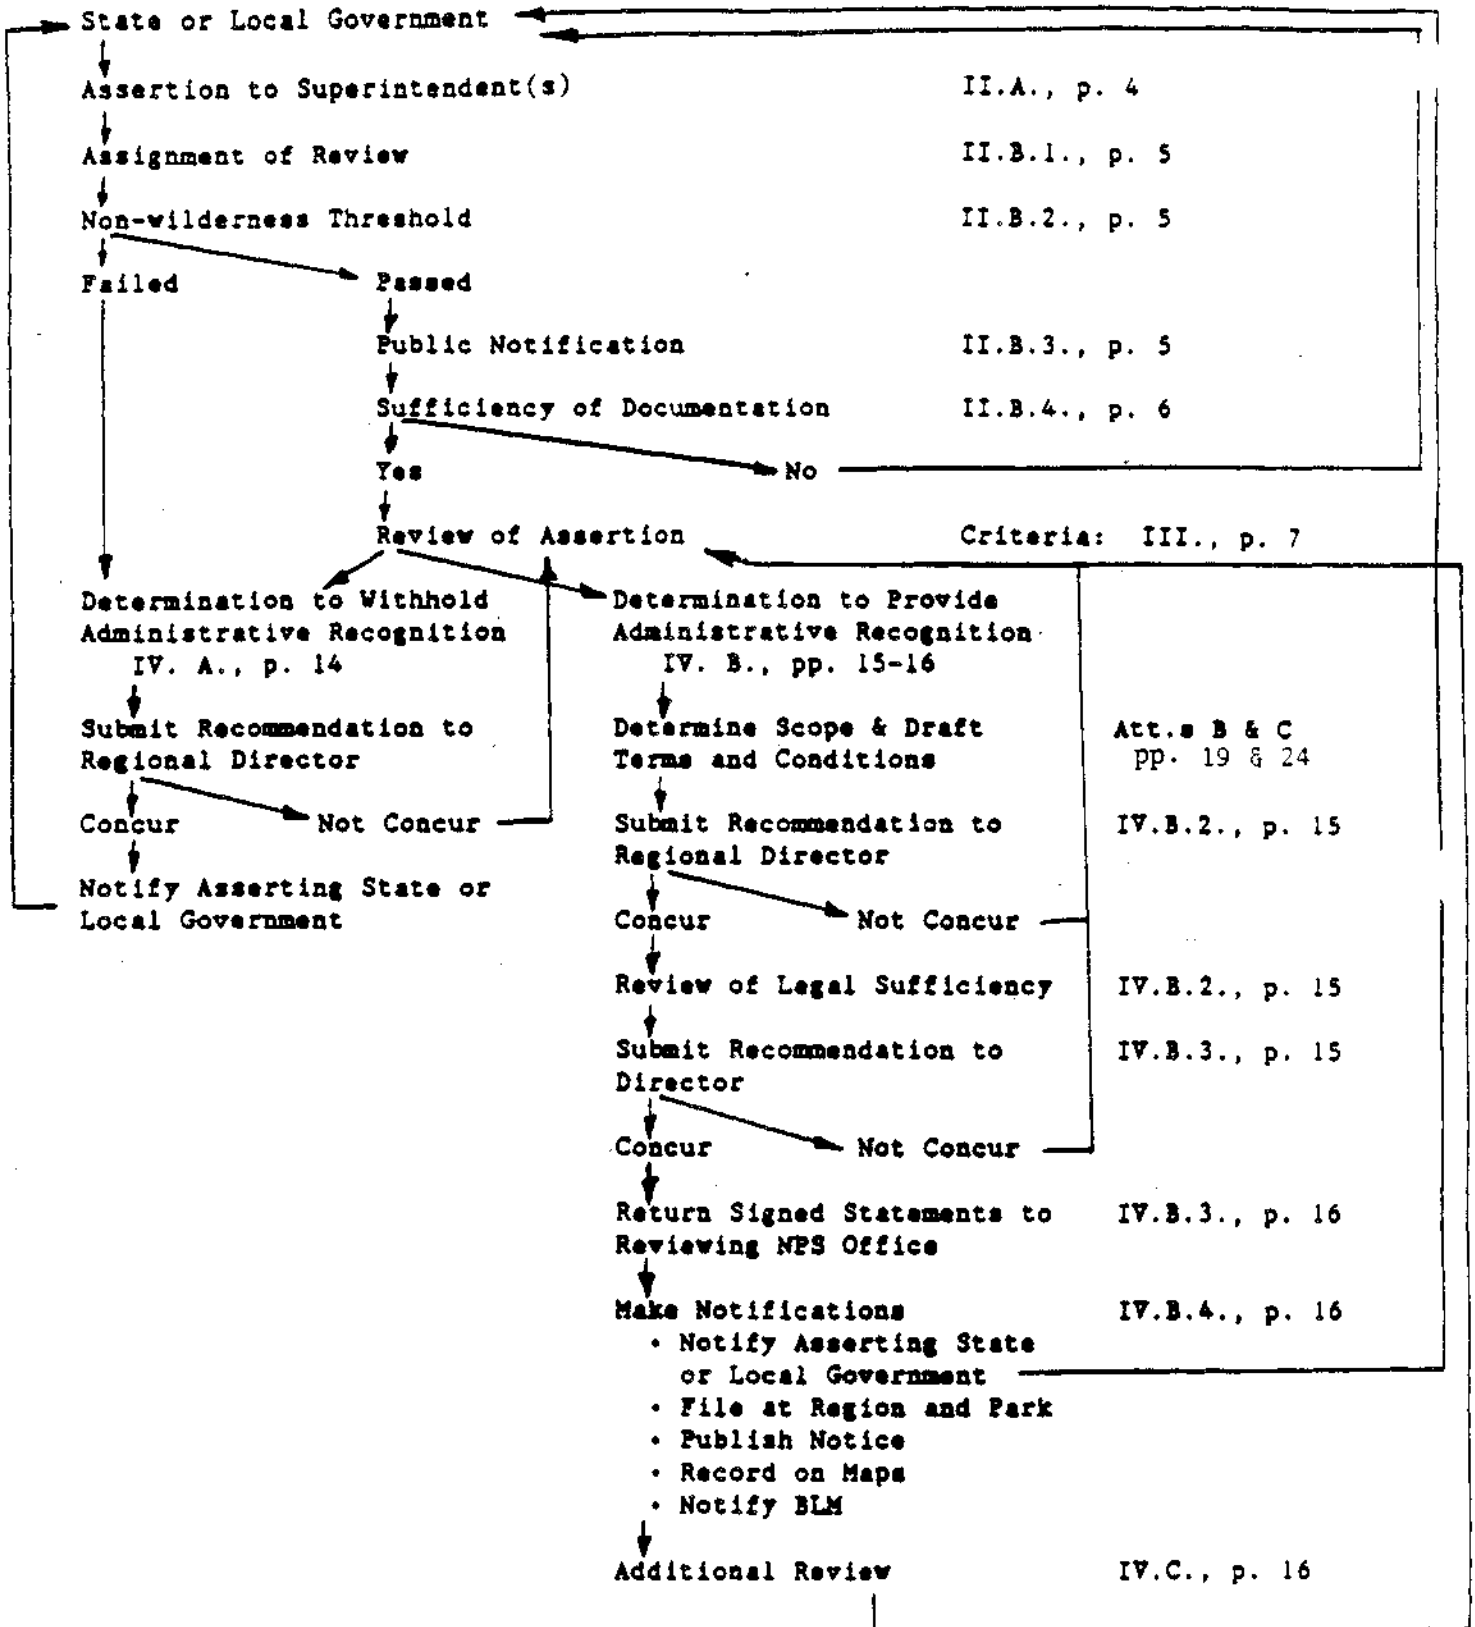 State or Local Government
Assertion to Superintendent(s) II.A., p. 4
Assignment of Review II.B.1., p. 5
Non-wilderness Threshold II.B.2., p. 5
Failed Passed
Public Notification II.B.3., p. 5
Sufficiency of Documentation II.B.4., p. 6
Yes No
Review of Assertion Criteria: III., p. 7
Determination to Withhold
Administrative Recognition
IV. A., p. 14
Submit Recommendation to
Regional Director
Concur Not Concur
Notify Asserting State or
Local Government
Determination to Provide
Administrative Recognition
IV. B., pp. 15-16
Determine Scope & Draft Att.s B & C
Terms and Conditions pp. 19 & 24
Submit Recommendation to IV.B.2., p. 15
Regional Director
Concur Not Concur
Review of Legal Sufficiency IV.B.2., p. 15
Submit Recommendation to IV.B.3., p. 15
Director
Concur Not Concur
Return Signed Statements to IV.B.3., p. 16
Reviewing NPS Office
Make Notifications IV.B.4., p. 16
• Notify Asserting State
or Local Government
• File at Region and Park
• Publish Notice
• Record on Maps
• Notify BLM
Additional Review IV.C., p. 16